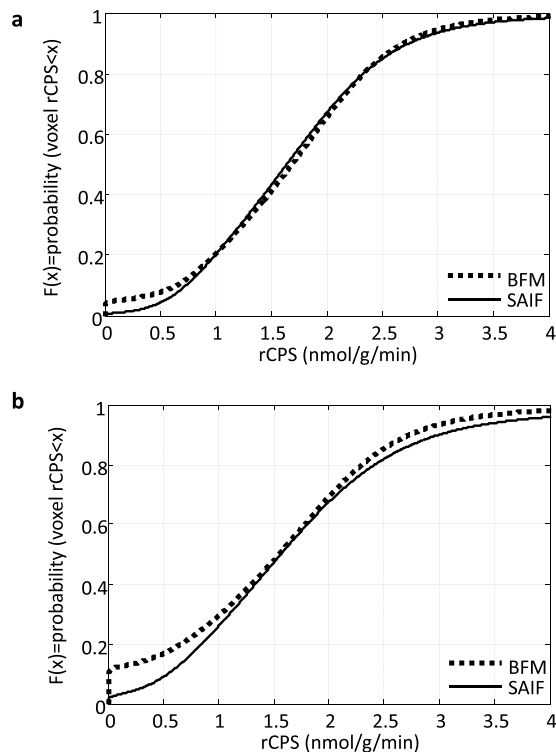 a
F(x)=probability (voxel rCPS<x)
1
0.8
0.6
0.4
0.2
0
0 0.5 1 1.5 2 2.5 3 3.5 4
rCPS (nmol/g/min)
BFM
SAIF
b
F(x)=probability (voxel rCPS<x)
1
0.8
0.6
0.4
0.2
0
0 0.5 1 1.5 2 2.5 3 3.5 4
rCPS (nmol/g/min)
BFM
SAIF